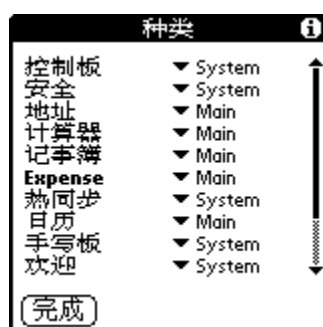 种类
控制板 System
安全 System
地址 Main
计算器 Main
记事簿 Main
Expense Main
热同步 System
日历 Main
手写板 System
欢迎 System
完成